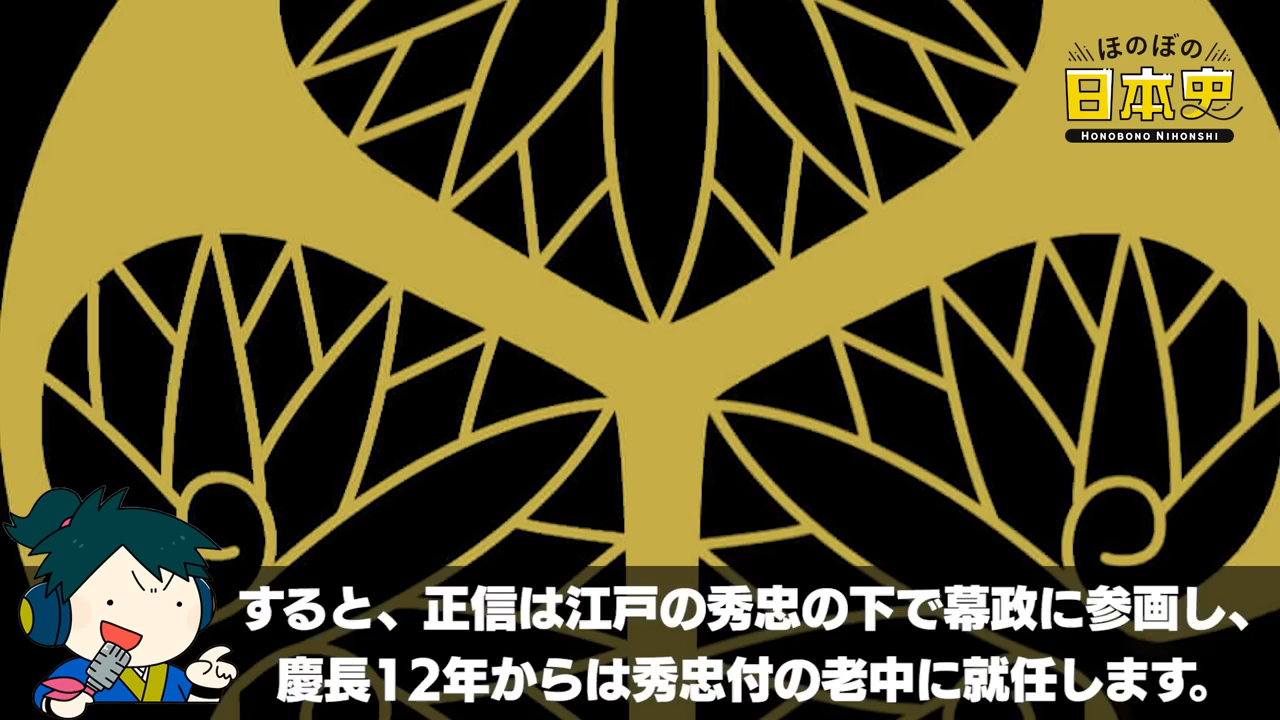 ほのぼの
日本史
HONOBONO NIHONSHI
すると、正信は江戸の秀忠の下で幕政に参画し、
慶長12年からは秀忠付の老中に就任します。